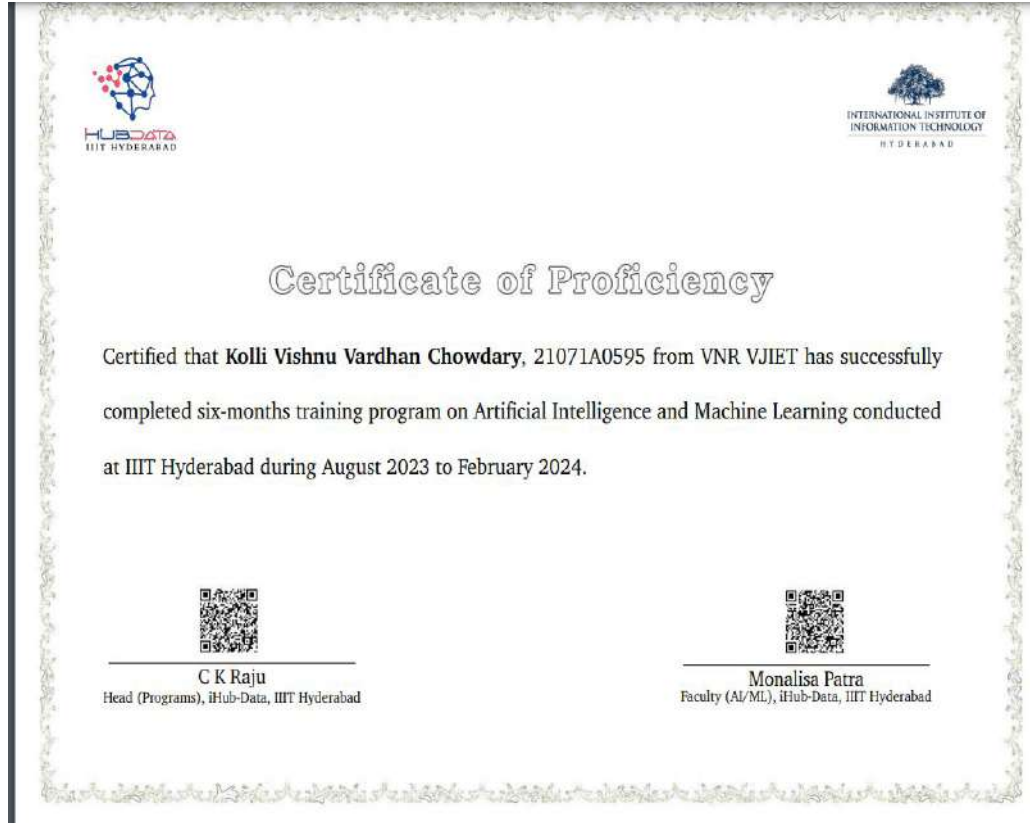 HUBDATA
IIIT HYDERABAD
INTERNATIONAL INSTITUTE OF
INFORMATION TECHNOLOGY
HYDERABAD
Certificate of Proficiency
Certified that Kolli Vishnu Vardhan Chowdary, 21071A0595 from VNR VJIET has successfully
completed six-months training program on Artificial Intelligence and Machine Learning conducted
at IIIT Hyderabad during August 2023 to February 2024.
C K Raju
Head (Programs), iHub-Data, IIIT Hyderabad
Monalisa Patra
Faculty (AI/ML), iHub-Data, IIIT Hyderabad